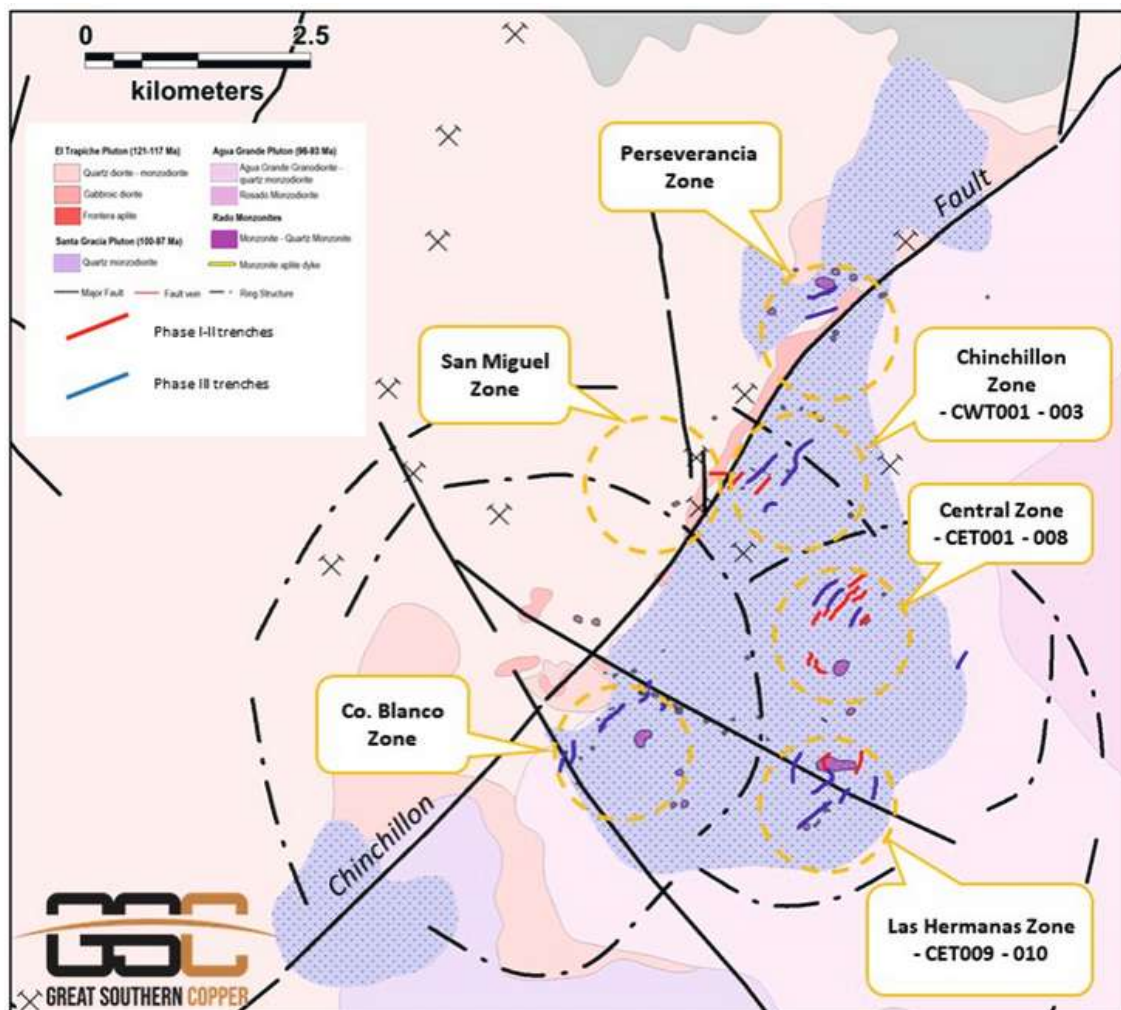 0 2.5
kilometers
El Trapiche Pluton (121-117 Ma)
Quartz diorite - monzodiorite
Gabbroic diorite
Frontera aplite
Santa Gracia Pluton (100-97 Ma)
Quartz monzodiorite
Agua Grande Pluton (96-93 Ma)
Agua Grande Granodiorite -
quartz monzodiorite
Rosado Monzodiorite
Rado Monzonites
Monzonite - Quartz Monzonite
Monzonite aplite dyke
Major Fault Fault vein Ring Structure
Phase I-II trenches
Phase III trenches
Perseverancia
Zone
Fault
San Miguel
Zone
Chinchillon
Zone
- CWT001 - 003
Central Zone
- CET001 - 008
Co. Blanco
Zone
Chinchillon
Las Hermanas Zone
- CET009 - 010
GSC
GREAT SOUTHERN COPPER